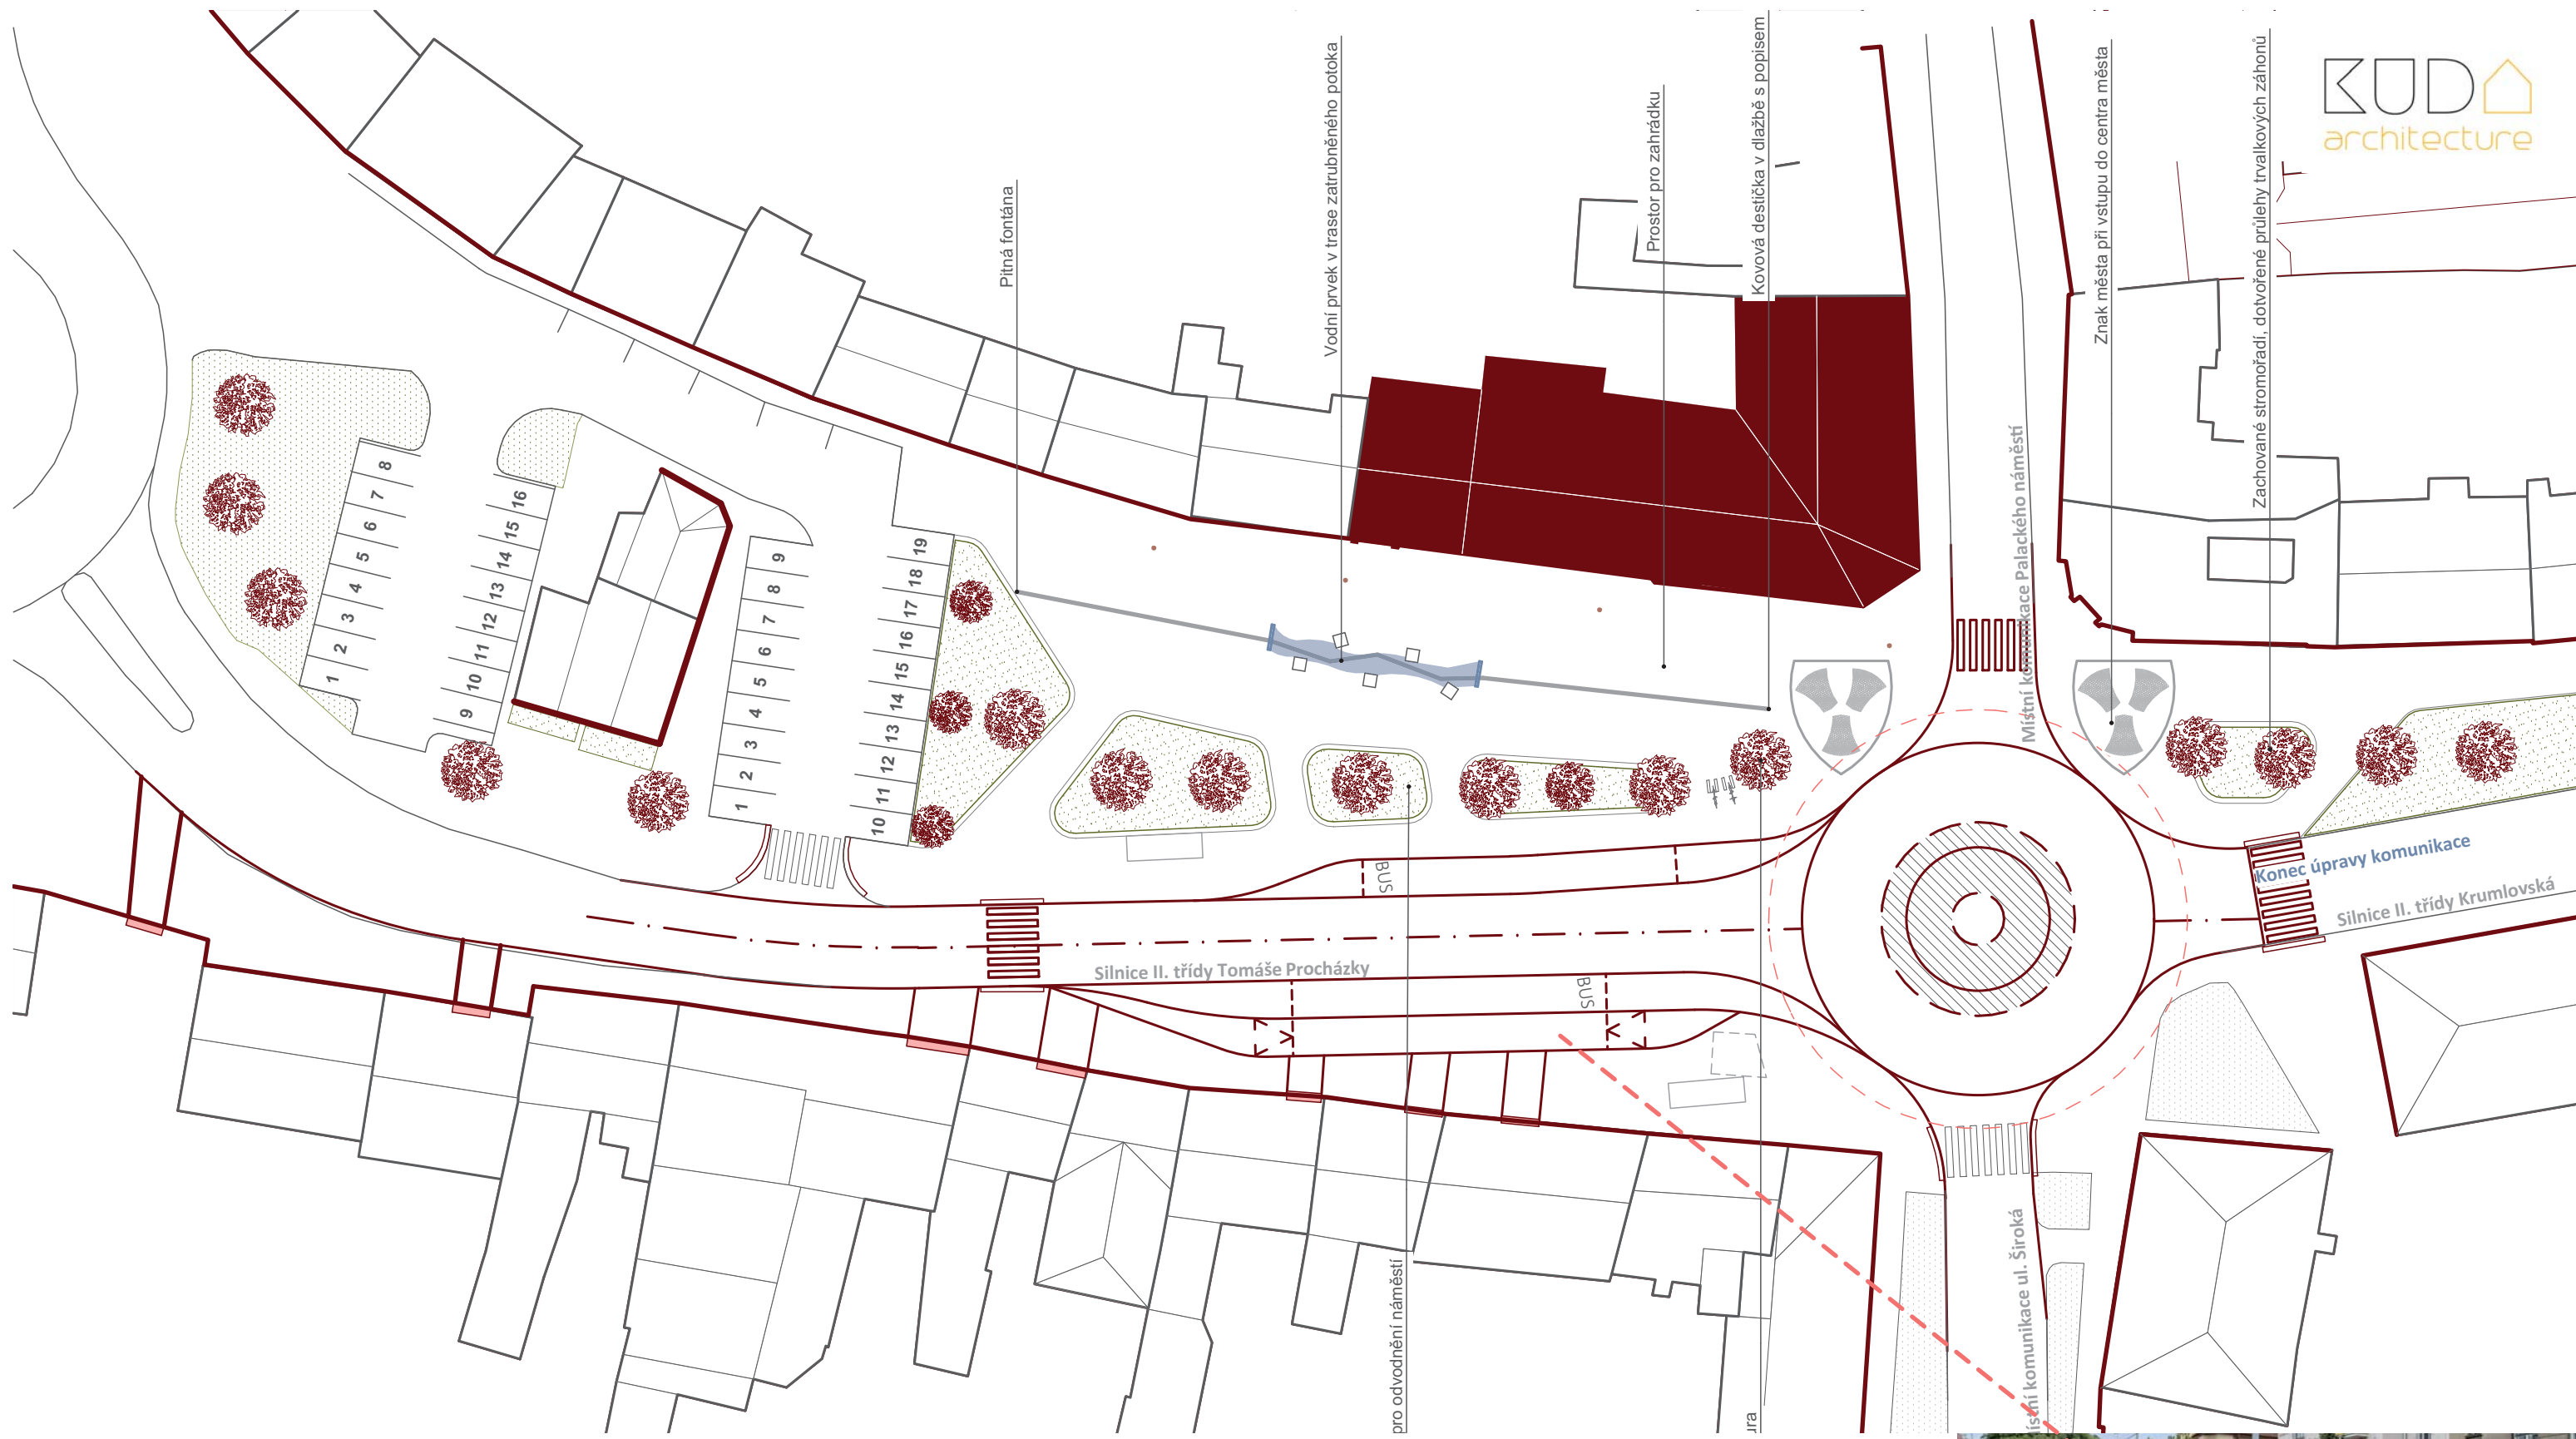 KUDA
architecture
Pitná fontána
Vodní prvek v trase zatrubněného potoka
Prostor pro zahrádku
Kovová destička v dlažbě s popisem
Znak města při vstupu do centra města
Zachované stromořadí, dotvořené průlehy trvalkových záhonů
Místní komunikace Palackého náměstí
8
7
6
5
4
3
2
1
16
15
14
13
12
11
10
9
9
8
7
6
5
4
3
2
1
19
18
17
16
15
14
13
12
11
10
BUS
Konec úpravy komunikace
Silnice II. třídy Krumlovská
Silnice II. třídy Tomáše Procházky
BUS
pro odvodnění náměstí
ura
ístní komunikace ul. Široká